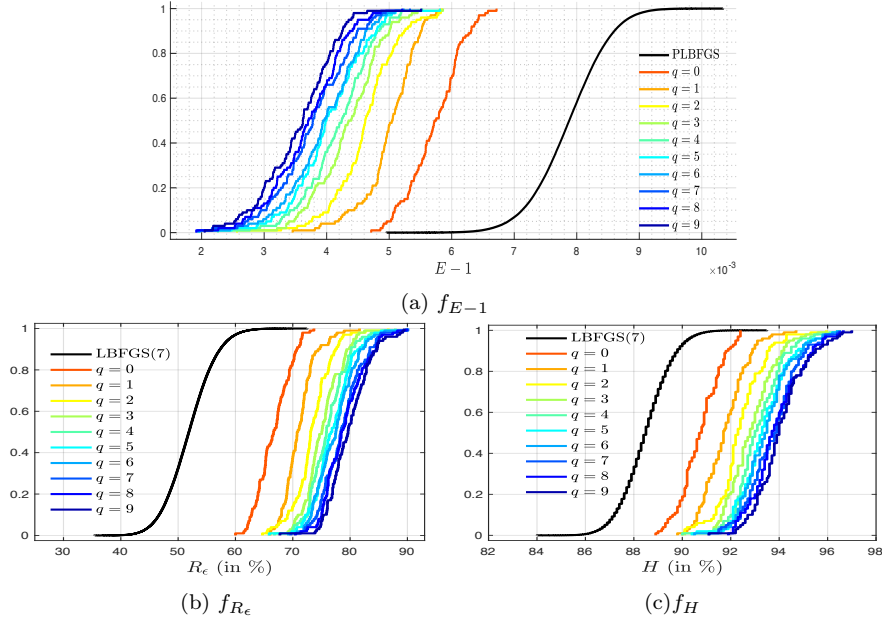 1
0.8
0.6
0.4
0.2
0
PLBFGS
q = 0
q = 1
q = 2
q = 3
q = 4
q = 5
q = 6
q = 7
q = 8
q = 9
2 3 4 5 6 7 8 9 10
E − 1
×10⁻³
(a) f_{E−1}
1
0.8
0.6
0.4
0.2
0
LBFGS(7)
q = 0
q = 1
q = 2
q = 3
q = 4
q = 5
q = 6
q = 7
q = 8
q = 9
30 40 50 60 70 80 90
R_ϵ (in %)
(b) f_{R_ϵ}
1
0.8
0.6
0.4
0.2
0
LBFGS(7)
q = 0
q = 1
q = 2
q = 3
q = 4
q = 5
q = 6
q = 7
q = 8
q = 9
82 84 86 88 90 92 94 96 98
H (in %)
(c)f_H